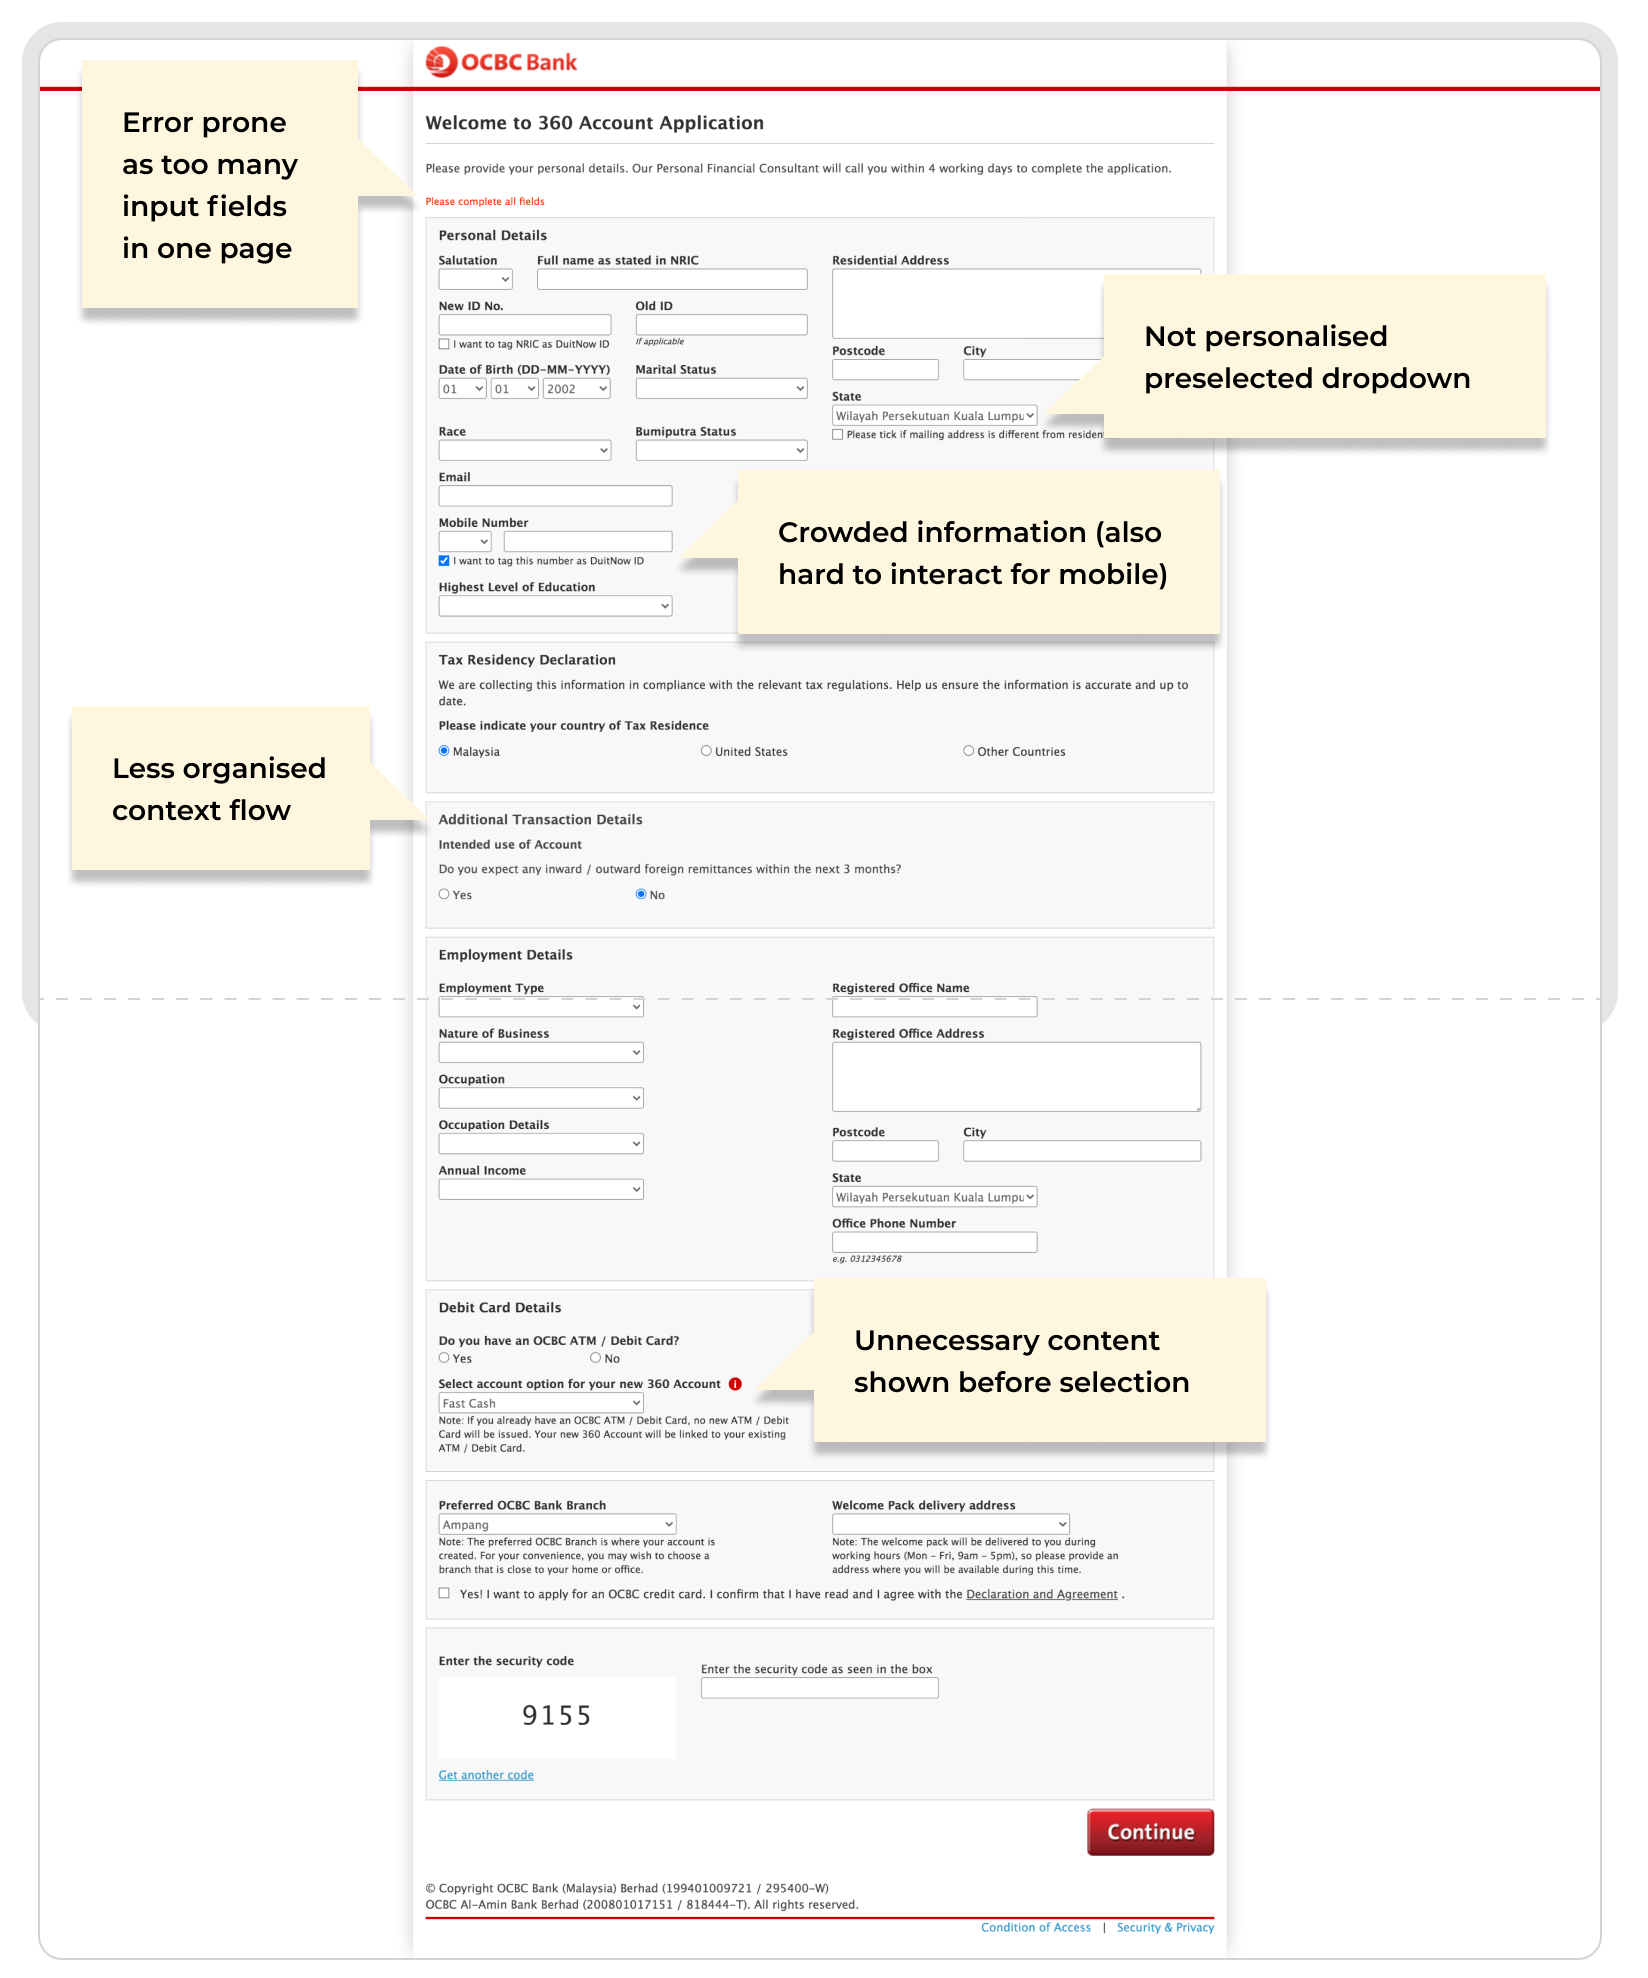 OCBC Bank
Error prone
as too many
input fields
in one page
Welcome to 360 Account Application
Please provide your personal details. Our Personal Financial Consultant will call you within 4 working days to complete the application.
Please complete all fields
Personal Details
Salutation
Full name as stated in NRIC
New ID No.
Old ID
I want to tag NRIC as DuitNow ID
If applicable
Date of Birth (DD-MM-YYYY)
Marital Status
01 01 2002
Race
Bumiputra Status
Email
Mobile Number
I want to tag this number as DuitNow ID
Highest Level of Education
Residential Address
Postcode
City
State
Wilayah Persekutuan Kuala Lumpu
Please tick if mailing address is different from
Not personalised
preselected dropdown
Crowded information (also
hard to interact for mobile)
Tax Residency Declaration
We are collecting this information in compliance with the relevant tax regulations. Help us ensure the information is accurate and up to
date.
Please indicate your country of Tax Residence
Malaysia
United States
Other Countries
Less organised
context flow
Additional Transaction Details
Intended use of Account
Do you expect any inward / outward foreign remittances within the next 3 months?
Yes
No
Employment Details
Employment Type
Nature of Business
Occupation
Occupation Details
Annual Income
Registered Office Name
Registered Office Address
Postcode
City
State
Wilayah Persekutuan Kuala Lumpu
Office Phone Number
e.g. 0312345678
Debit Card Details
Do you have an OCBC ATM / Debit Card?
Yes
No
Select account option for your new 360 Account
Fast Cash
Note: If you already have an OCBC ATM / Debit Card, no new ATM / Debit
Card will be issued. Your new 360 Account will be linked to your existing
ATM / Debit Card.
Unnecessary content
shown before selection
Preferred OCBC Bank Branch
Ampang
Note: The preferred OCBC Branch is where your account is
created. For your convenience, you may wish to choose a
branch that is close to your home or office.
Welcome Pack delivery address
Note: The welcome pack will be delivered to you during
working hours (Mon - Fri, 9am - 5pm), so please provide an
address where you will be available during this time.
Yes! I want to apply for an OCBC credit card. I confirm that I have read and I agree with the Declaration and Agreement .
Enter the security code
9155
Get another code
Enter the security code as seen in the box
Continue
© Copyright OCBC Bank (Malaysia) Berhad (199401009721 / 295400-W)
OCBC Al-Amin Bank Berhad (200801017151 / 818444-T). All rights reserved.
Condition of Access | Security & Privacy